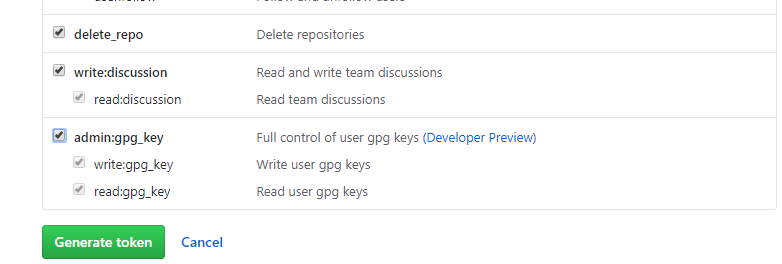 delete_repo Delete repositories
write:discussion Read and write team discussions
read:discussion Read team discussions
admin:gpg_key Full control of user gpg keys (Developer Preview)
write:gpg_key Write user gpg keys
read:gpg_key Read user gpg keys
Generate token Cancel